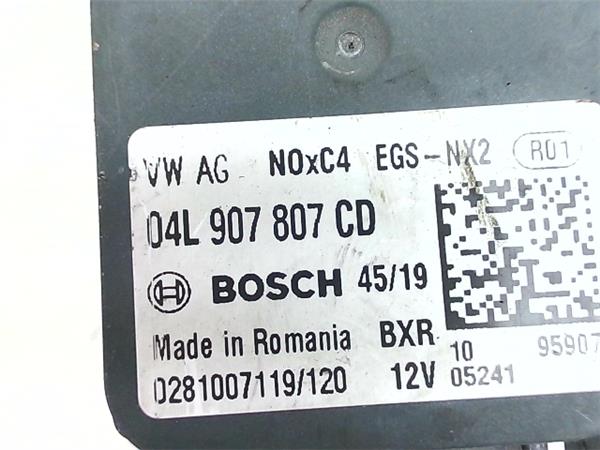 VW AG NOxC4 EGS-NX2 R01
04L 907 807 CD
BOSCH 45/19
Made in Romania BXR 10 95907
0281007119/120 12V 05241